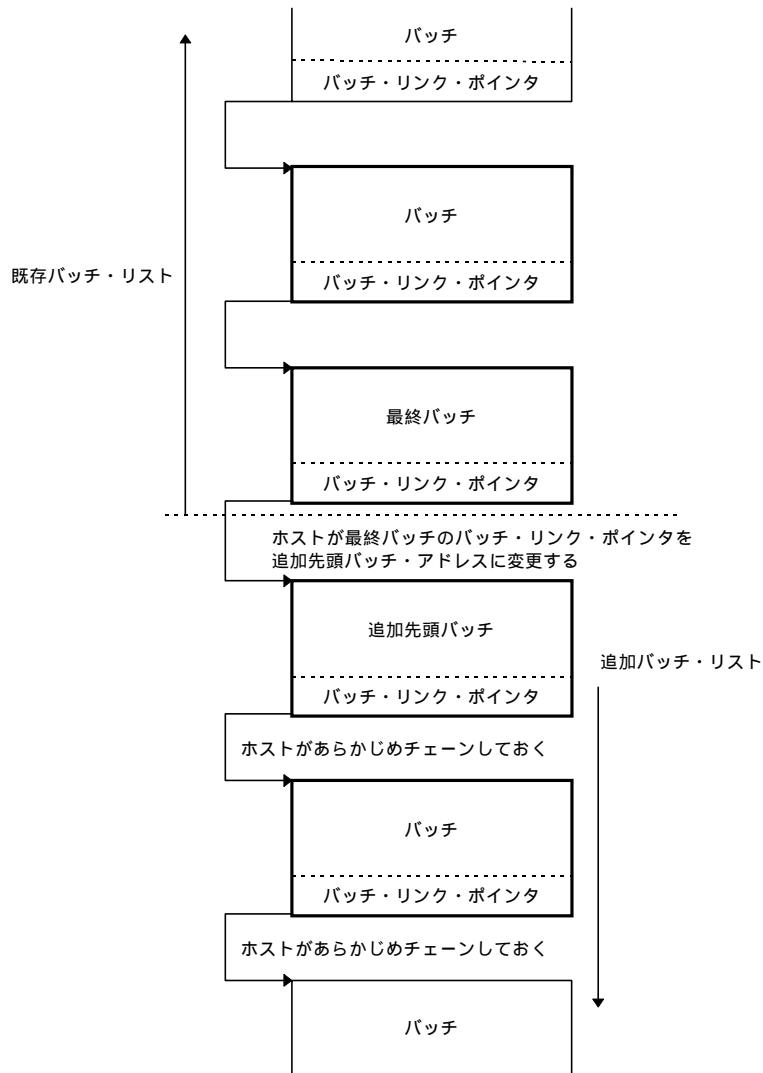 バッチ
バッチ・リンク・ポインタ
バッチ
既存バッチ・リスト
バッチ・リンク・ポインタ
最終バッチ
バッチ・リンク・ポインタ
ホストが最終バッチのバッチ・リンク・ポインタを
追加先頭バッチ・アドレスに変更する
追加先頭バッチ
追加バッチ・リスト
バッチ・リンク・ポインタ
ホストがあらかじめチェーンしておく
バッチ
バッチ・リンク・ポインタ
ホストがあらかじめチェーンしておく
バッチ